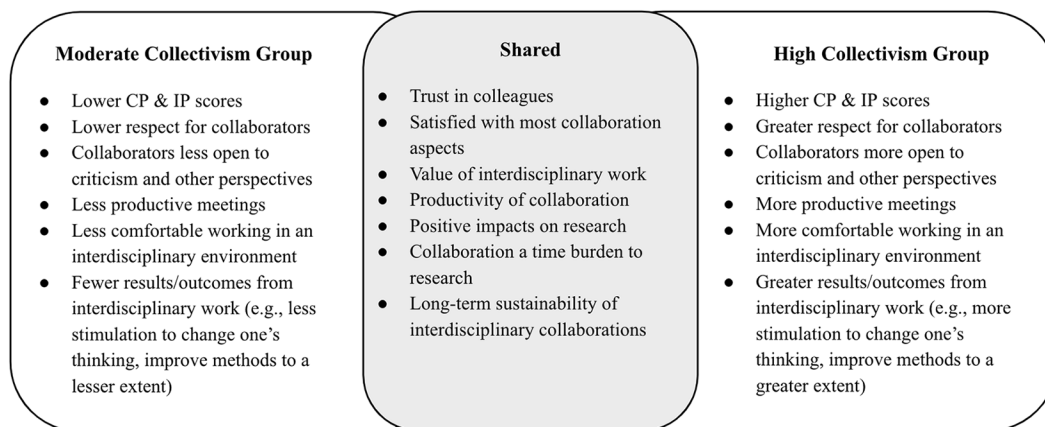 Moderate Collectivism Group
● Lower CP & IP scores
● Lower respect for collaborators
● Collaborators less open to
criticism and other perspectives
● Less productive meetings
● Less comfortable working in an
interdisciplinary environment
● Fewer results/outcomes from
interdisciplinary work (e.g., less
stimulation to change one’s
thinking, improve methods to a
lesser extent)
Shared
● Trust in colleagues
● Satisfied with most collaboration
aspects
● Value of interdisciplinary work
● Productivity of collaboration
● Positive impacts on research
● Collaboration a time burden to
research
● Long-term sustainability of
interdisciplinary collaborations
High Collectivism Group
● Higher CP & IP scores
● Greater respect for collaborators
● Collaborators more open to
criticism and other perspectives
● More productive meetings
● More comfortable working in an
interdisciplinary environment
● Greater results/outcomes from
interdisciplinary work (e.g., more
stimulation to change one’s
thinking, improve methods to a
greater extent)